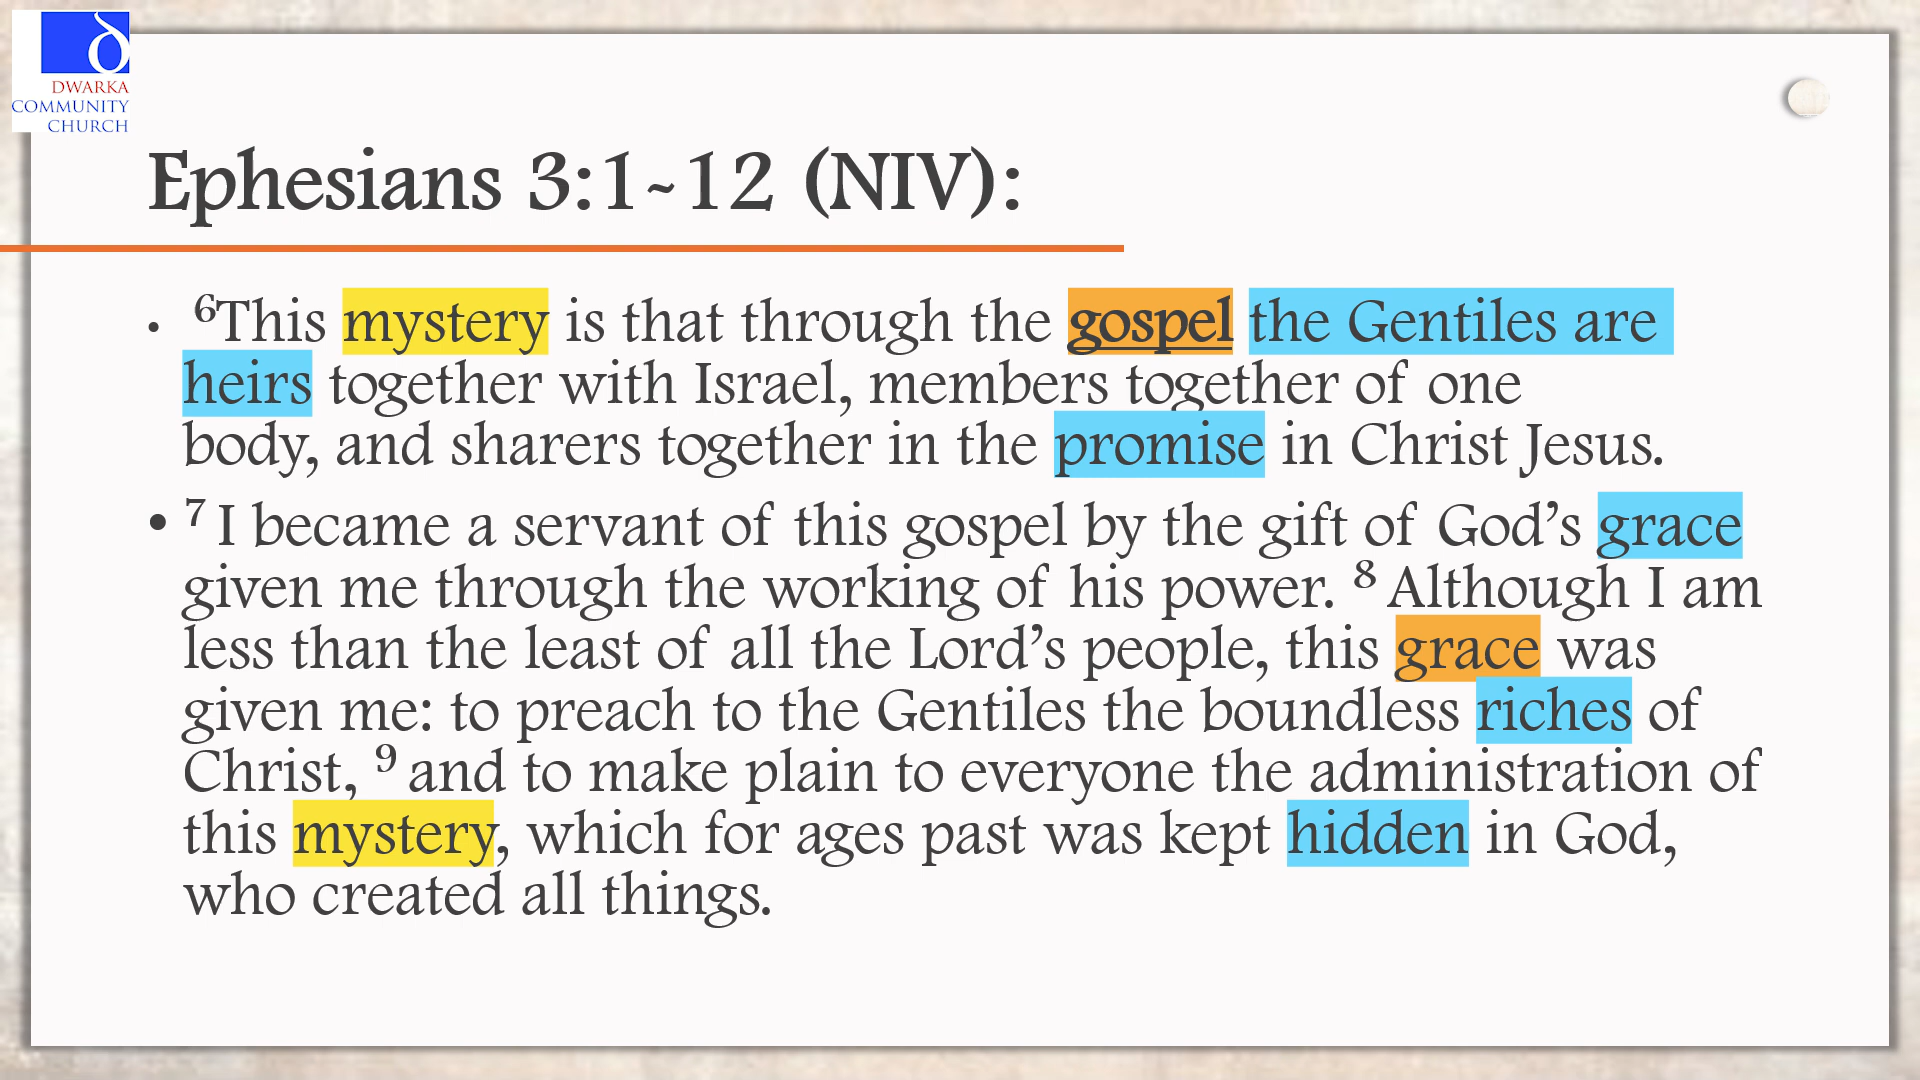 DWARKA
COMMUNITY
CHURCH
Ephesians 3:1-12 (NIV):
• ⁶This mystery is that through the gospel the Gentiles are
heirs together with Israel, members together of one
body, and sharers together in the promise in Christ Jesus.
• ⁷ I became a servant of this gospel by the gift of God’s grace
given me through the working of his power. ⁸ Although I am
less than the least of all the Lord’s people, this grace was
given me: to preach to the Gentiles the boundless riches of
Christ, ⁹ and to make plain to everyone the administration of
this mystery, which for ages past was kept hidden in God,
who created all things.